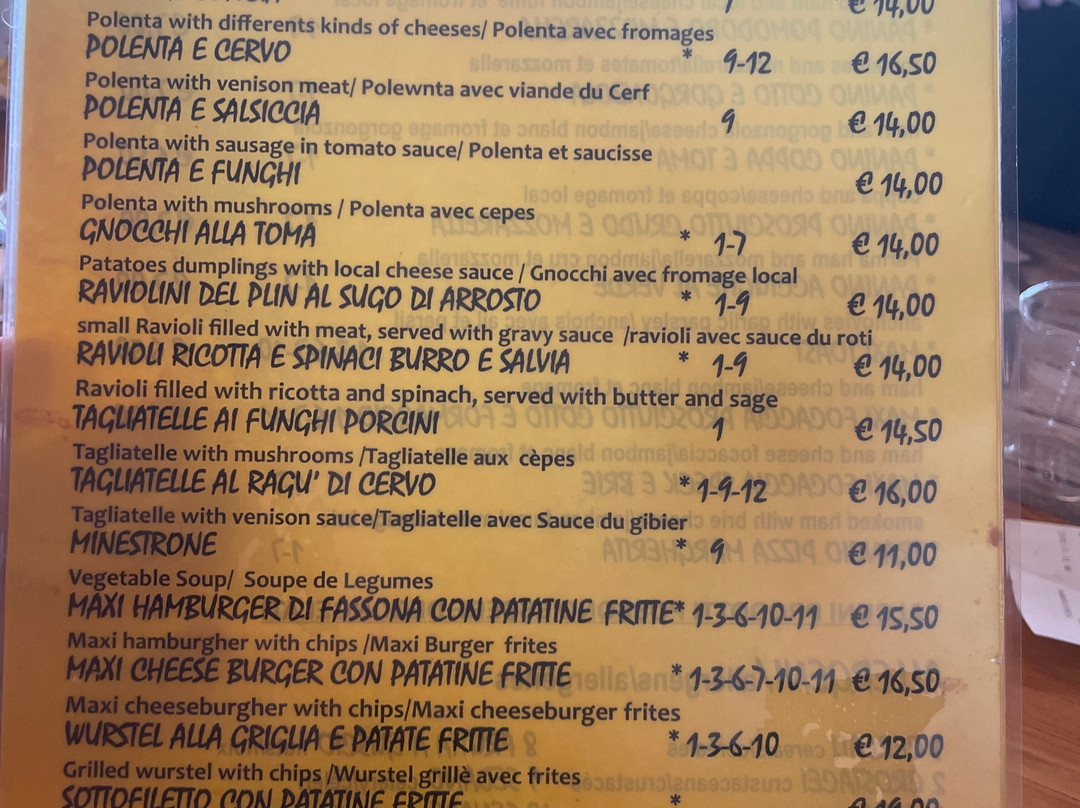 € 14,00
Polenta with differents kinds of cheeses/ Polenta avec fromages
POLENTA E CERVO * 9-12 € 16,50
Polenta with venison meat/ Polewnta avec viande du Cerf
POLENTA E SALSICCIA 9 € 14,00
Polenta with sausage in tomato sauce/ Polenta et saucisse
POLENTA E FUNGHI € 14,00
Polenta with mushrooms / Polenta avec cepes
GNOCCHI ALLA TOMA * 1-7 € 14,00
Patatoes dumplings with local cheese sauce / Gnocchi avec fromage local
RAVIOLINI DEL PLIN AL SUGO DI ARROSTO * 1-9 € 14,00
small Ravioli filled with meat, served with gravy sauce /ravioli avec sauce du roti
RAVIOLI RICOTTA E SPINACI BURRO E SALVIA * 1-9 € 14,00
Ravioli filled with ricotta and spinach, served with butter and sage
TAGLIATELLE AI FUNGHI PORCINI 1 € 14,50
Tagliatelle with mushrooms /Tagliatelle aux cèpes
TAGLIATELLE AL RAGU' DI CERVO * 1-9-12 € 16,00
Tagliatelle with venison sauce/Tagliatelle avec Sauce du gibier
MINESTRONE * 9 € 11,00
Vegetable Soup/ Soupe de Legumes
MAXI HAMBURGER DI FASSONA CON PATATINE FRITTE* 1-3-6-10-11 € 15,50
Maxi hamburgher with chips /Maxi Burger frites
MAXI CHEESE BURGER CON PATATINE FRITTE * 1-3-6-7-10-11 € 16,50
Maxi cheeseburgher with chips/Maxi cheeseburger frites
WURSTEL ALLA GRIGLIA E PATATE FRITTE * 1-3-6-10 € 12,00
Grilled wurstel with chips /Wurstel grillè avec frites
SOTTOFILETTO CON PATATINE FRITTE *